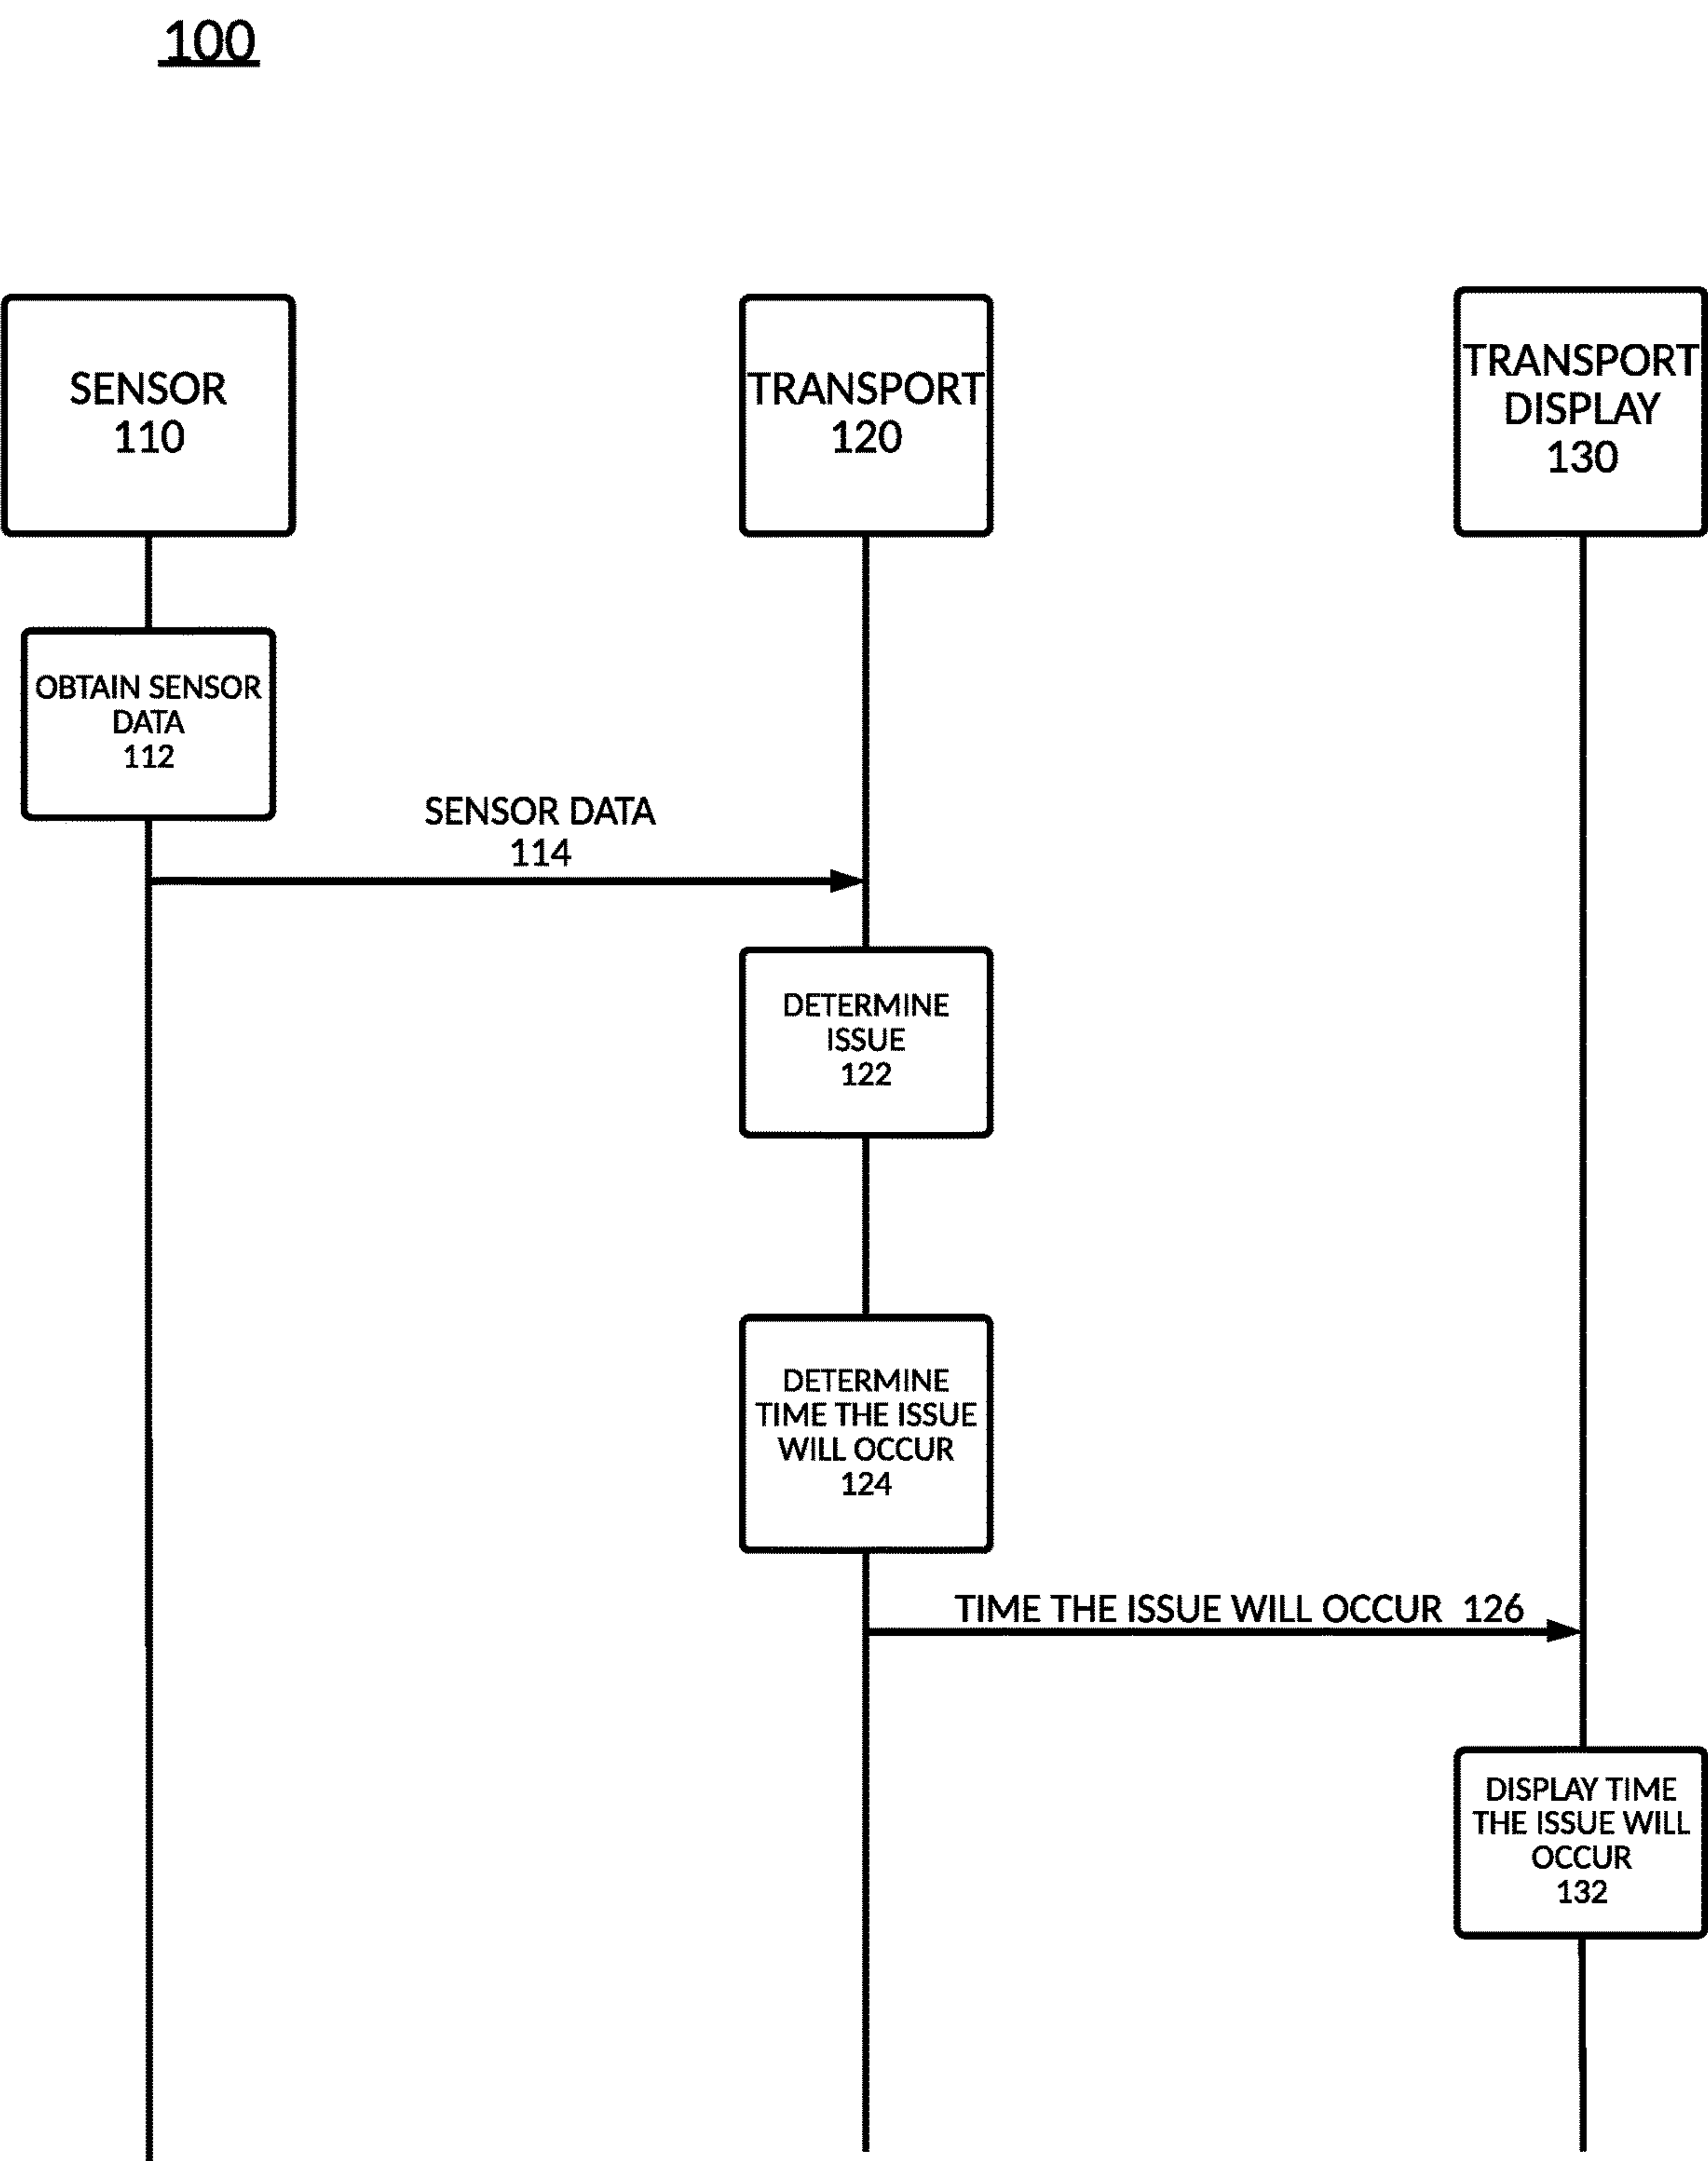 100
SENSOR
110
TRANSPORT
120
TRANSPORT
DISPLAY
130
OBTAIN SENSOR
DATA
112
SENSOR DATA
114
DETERMINE
ISSUE
122
DETERMINE
TIME THE ISSUE
WILL OCCUR
124
TIME THE ISSUE WILL OCCUR 126
DISPLAY TIME
THE ISSUE WILL
OCCUR
132